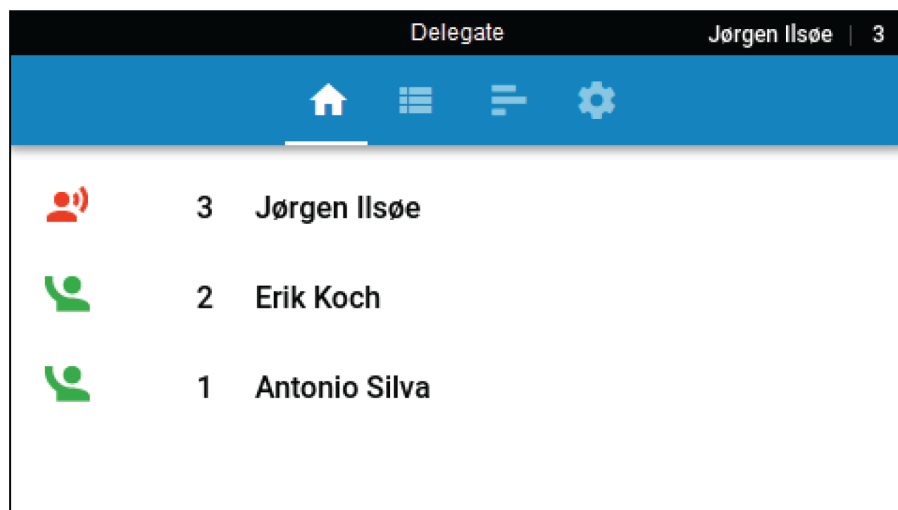 Delegate Jørgen Ilsøe | 3
3 Jørgen Ilsøe
2 Erik Koch
1 Antonio Silva